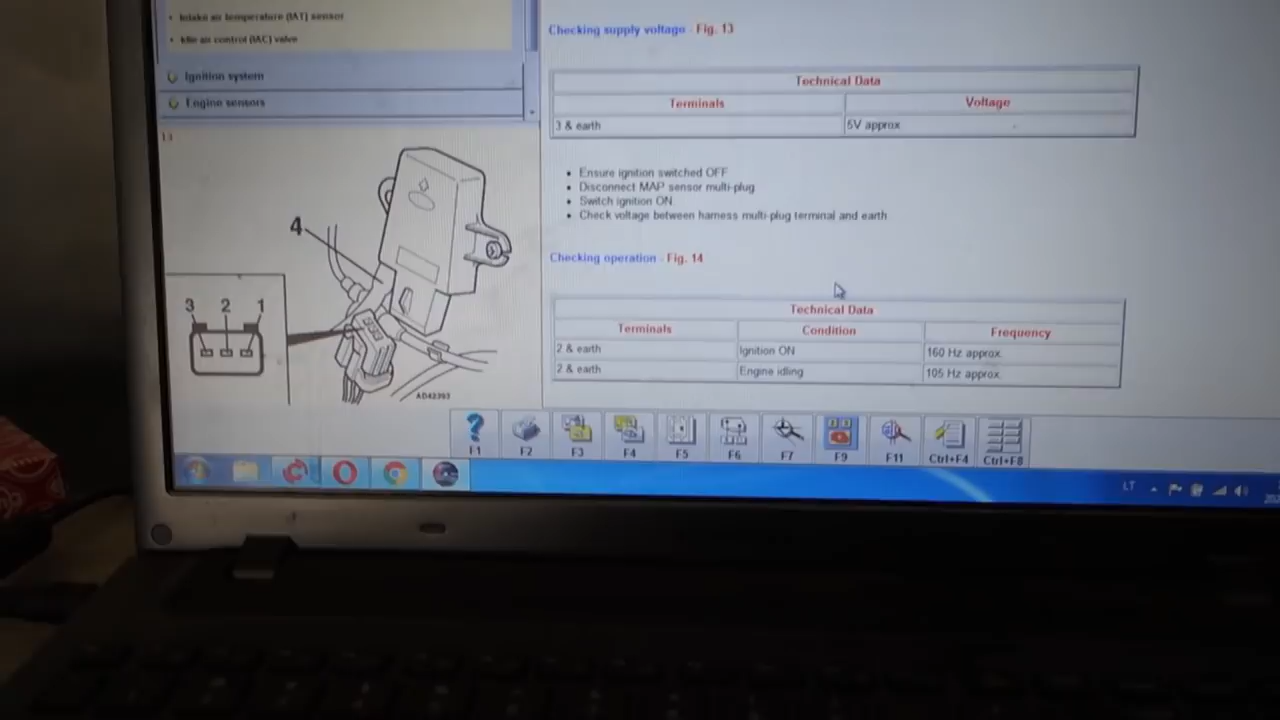 Intake air temperature (IAT) sensor
Idle air control (IAC) valve
Ignition system
Engine sensors
13
4
3 2 1
AD42393
Checking supply voltage - Fig. 13
Technical Data
Terminals Voltage
3 & earth 5V approx
Ensure ignition switched OFF
Disconnect MAP sensor multi-plug
Switch ignition ON
Check voltage between harness multi-plug terminal and earth
Checking operation - Fig. 14
Technical Data
Terminals Condition Frequency
2 & earth Ignition ON 160 Hz approx.
2 & earth Engine idling 105 Hz approx.
? F1 F2 F3 F4 F5 F6 F7 F9 F11 Ctrl+F4 Ctrl+F8
LT